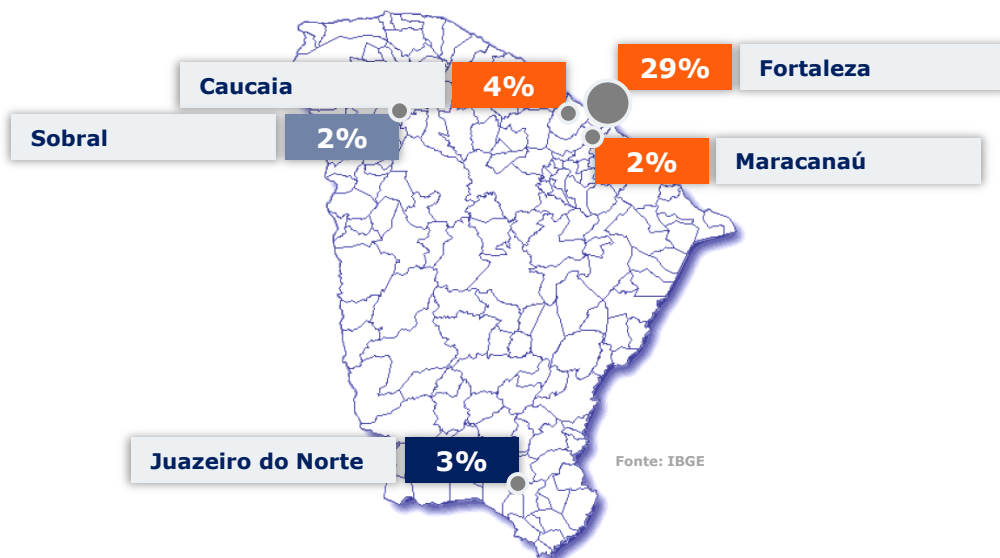 29%
Fortaleza
Caucaia
4%
Sobral
2%
2%
Maracanaú
Juazeiro do Norte
3%
Fonte: IBGE